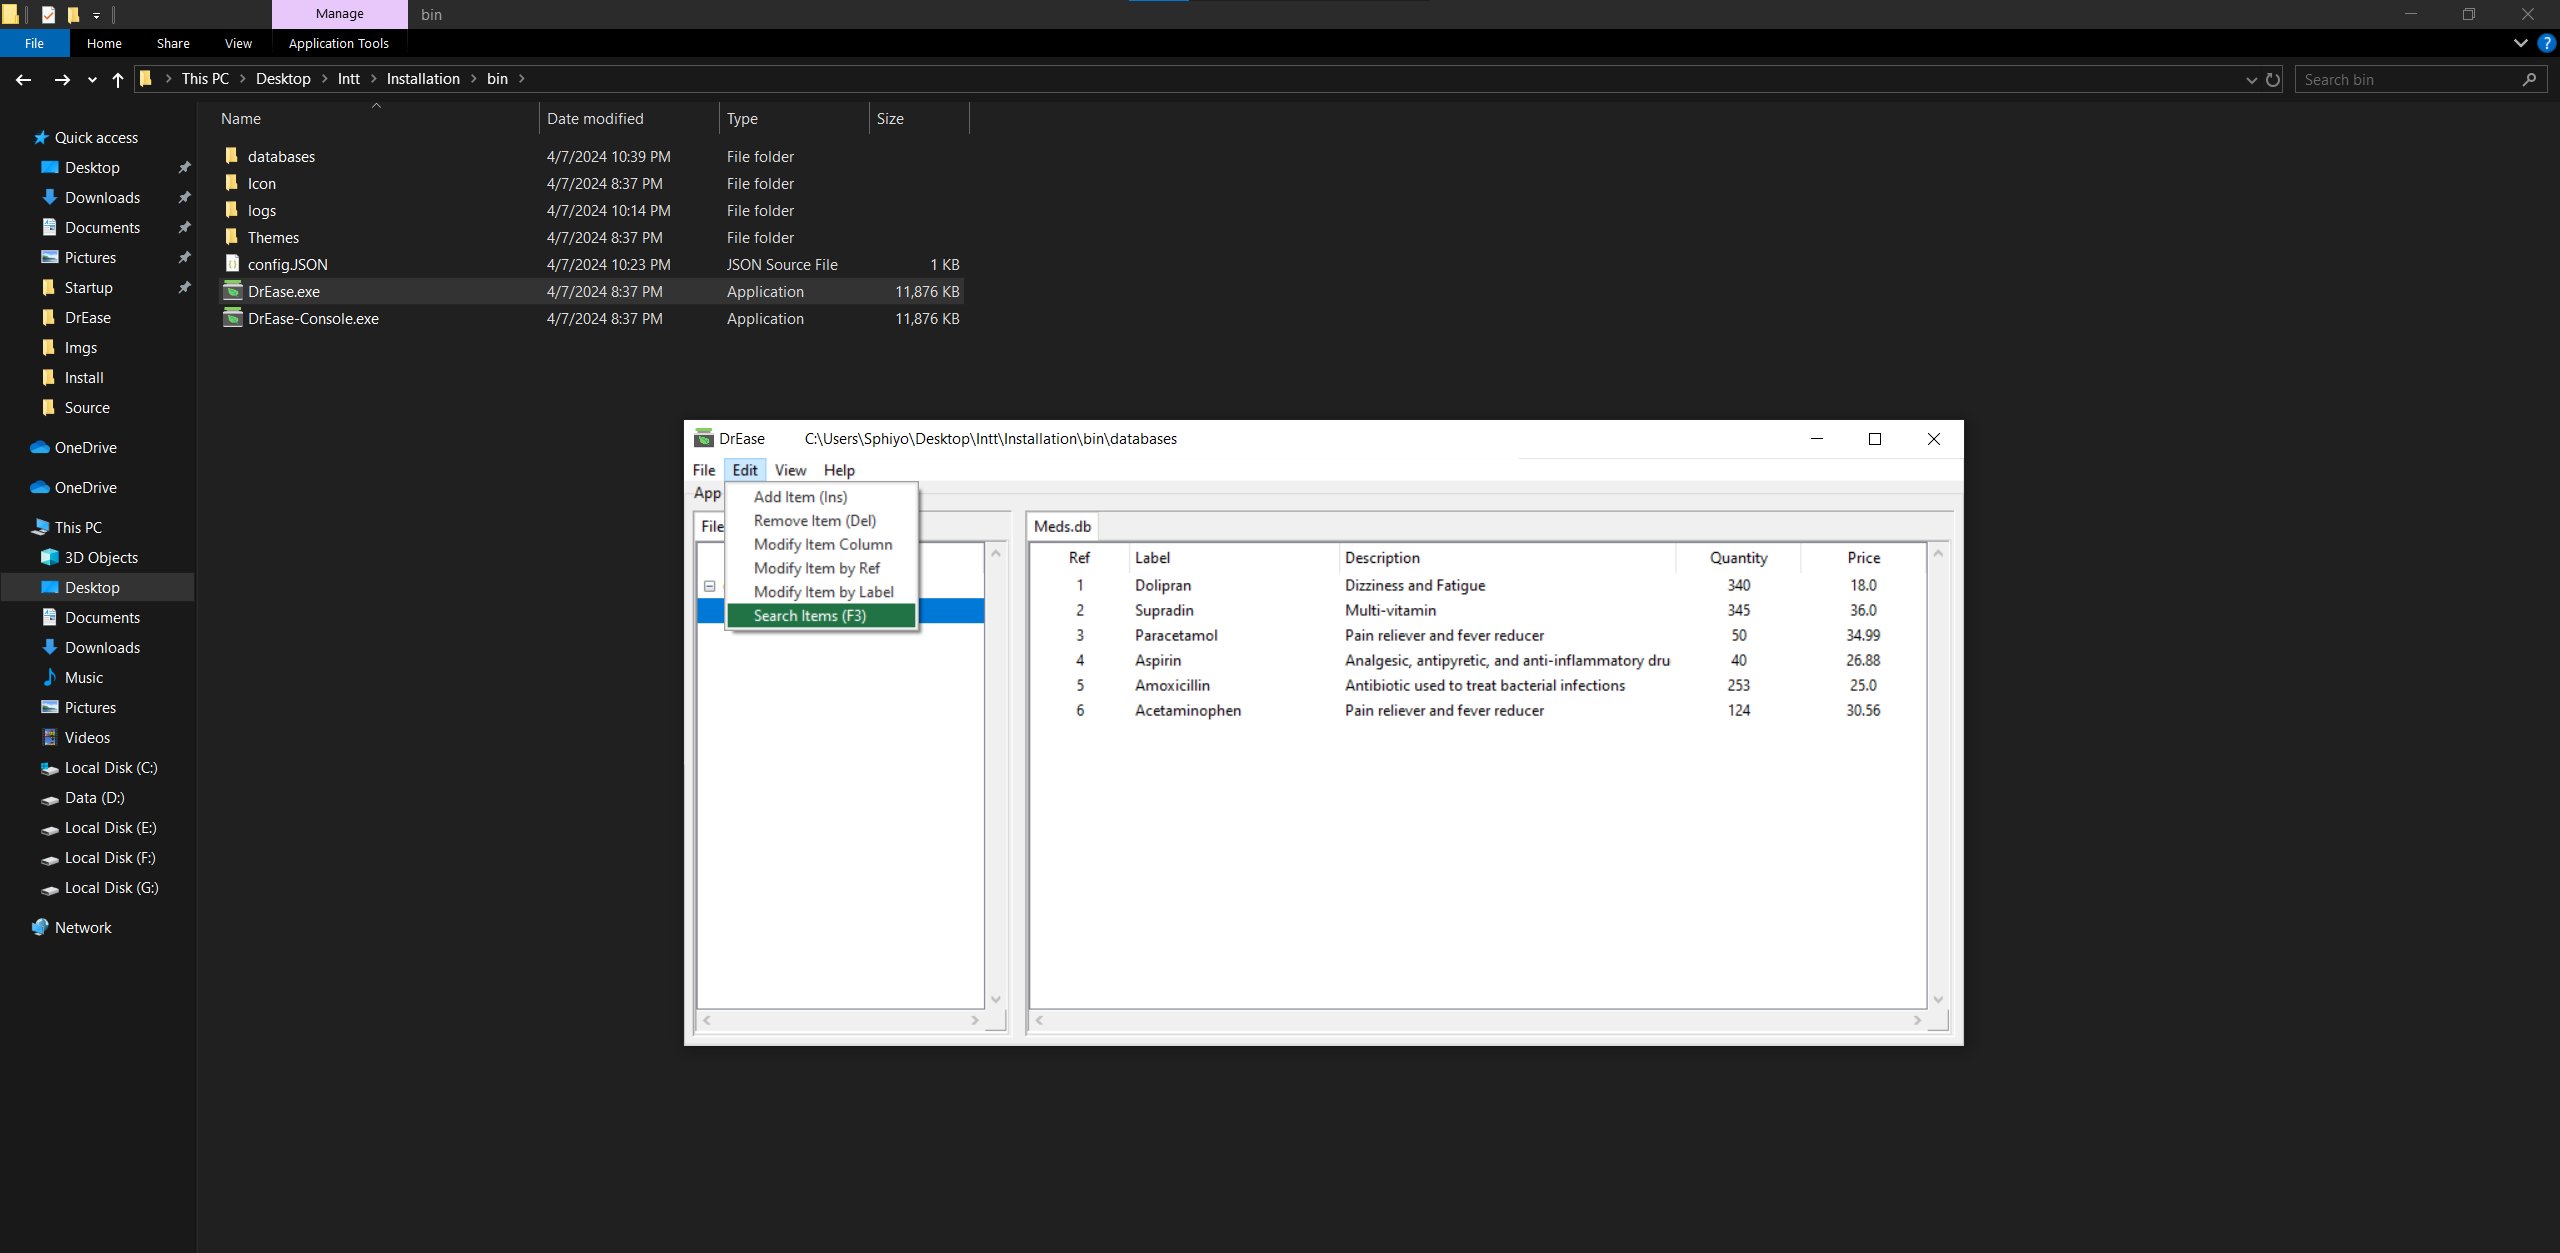 Manage
bin
File
Home
Share
View
Application Tools
This PC
Desktop
Intt
Installation
bin
Search bin
Name
Date modified
Type
Size
databases 4/7/2024 10:39 PM File folder
Icon 4/7/2024 8:37 PM File folder
logs 4/7/2024 10:14 PM File folder
Themes 4/7/2024 8:37 PM File folder
config.JSON 4/7/2024 10:23 PM JSON Source File 1 KB
DrEase.exe 4/7/2024 8:37 PM Application 11,876 KB
DrEase-Console.exe 4/7/2024 8:37 PM Application 11,876 KB
Quick access
Desktop
Downloads
Documents
Pictures
Startup
DrEase
Imgs
Install
Source
OneDrive
OneDrive
This PC
3D Objects
Desktop
Documents
Downloads
Music
Pictures
Videos
Local Disk (C:)
Data (D:)
Local Disk (E:)
Local Disk (F:)
Local Disk (G:)
Network
DrEase C:\Users\Sphiyo\Desktop\Intt\Installation\bin\databases
File Edit View Help
App
File
Add Item (Ins)
Remove Item (Del)
Modify Item Column
Modify Item by Ref
Modify Item by Label
Search Items (F3)
Meds.db
Ref Label Description Quantity Price
1 Dolipran Dizziness and Fatigue 340 18.0
2 Supradin Multi-vitamin 345 36.0
3 Paracetamol Pain reliever and fever reducer 50 34.99
4 Aspirin Analgesic, antipyretic, and anti-inflammatory dru 40 26.88
5 Amoxicillin Antibiotic used to treat bacterial infections 253 25.0
6 Acetaminophen Pain reliever and fever reducer 124 30.56